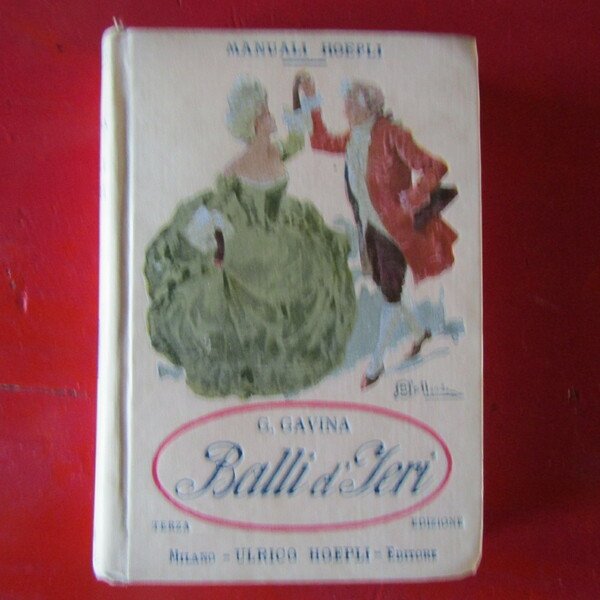 MANUALI HOEPLI
G. GAVINA
Balli d'Ieri
TERZA EDIZIONE
MILANO = ULRICO HOEPLI = EDITORE